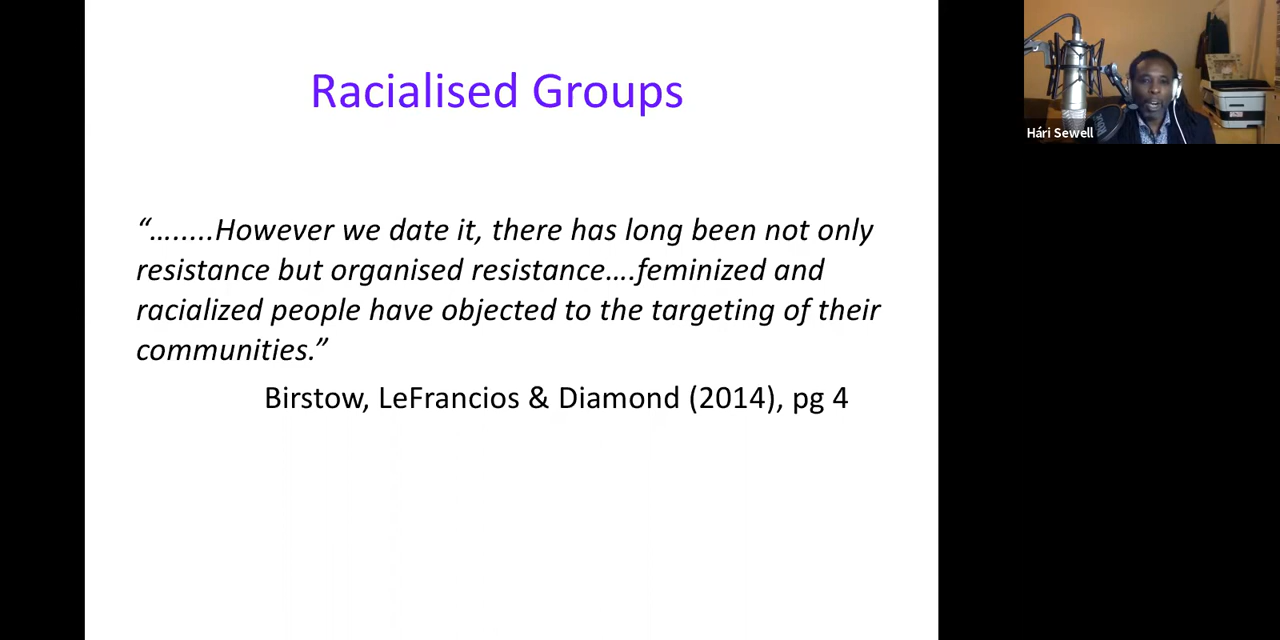 Racialised Groups
“….....However we date it, there has long been not only
resistance but organised resistance….feminized and
racialized people have objected to the targeting of their
communities.”
Birstow, LeFrancios & Diamond (2014), pg 4
Hári Sewell